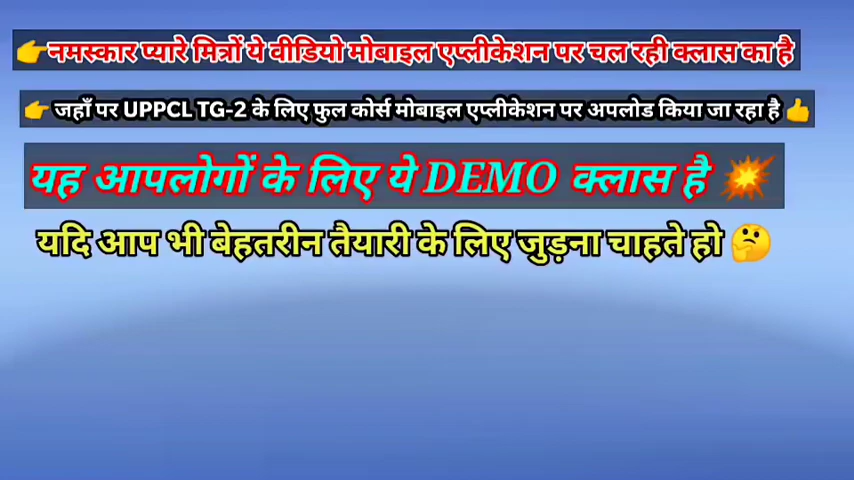 👉नमस्कार प्यारे मित्रों ये वीडियो मोबाइल एप्लीकेशन पर चल रही क्लास का है
👉 जहाँ पर UPPCL TG-2 के लिए फुल कोर्स मोबाइल एप्लीकेशन पर अपलोड किया जा रहा है 👍
यह आपलोगों के लिए ये DEMO क्लास है 💥
यदि आप भी बेहतरीन तैयारी के लिए जुड़ना चाहते हो 🤔